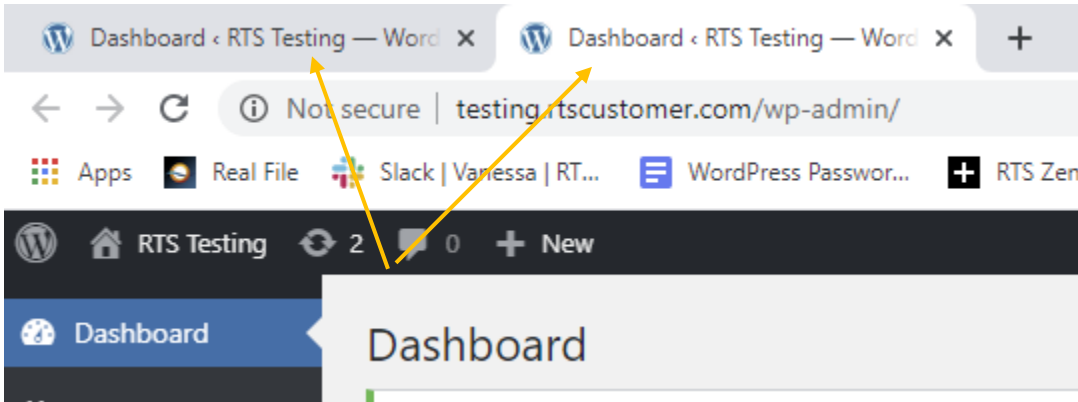 Dashboard ‹ RTS Testing — Word Dashboard ‹ RTS Testing — Word
Not secure | testing.rtscustomer.com/wp-admin/
Apps Real File Slack | Vanessa | RT... WordPress Passwor... RTS Zen
RTS Testing 2 0 New
Dashboard
Dashboard